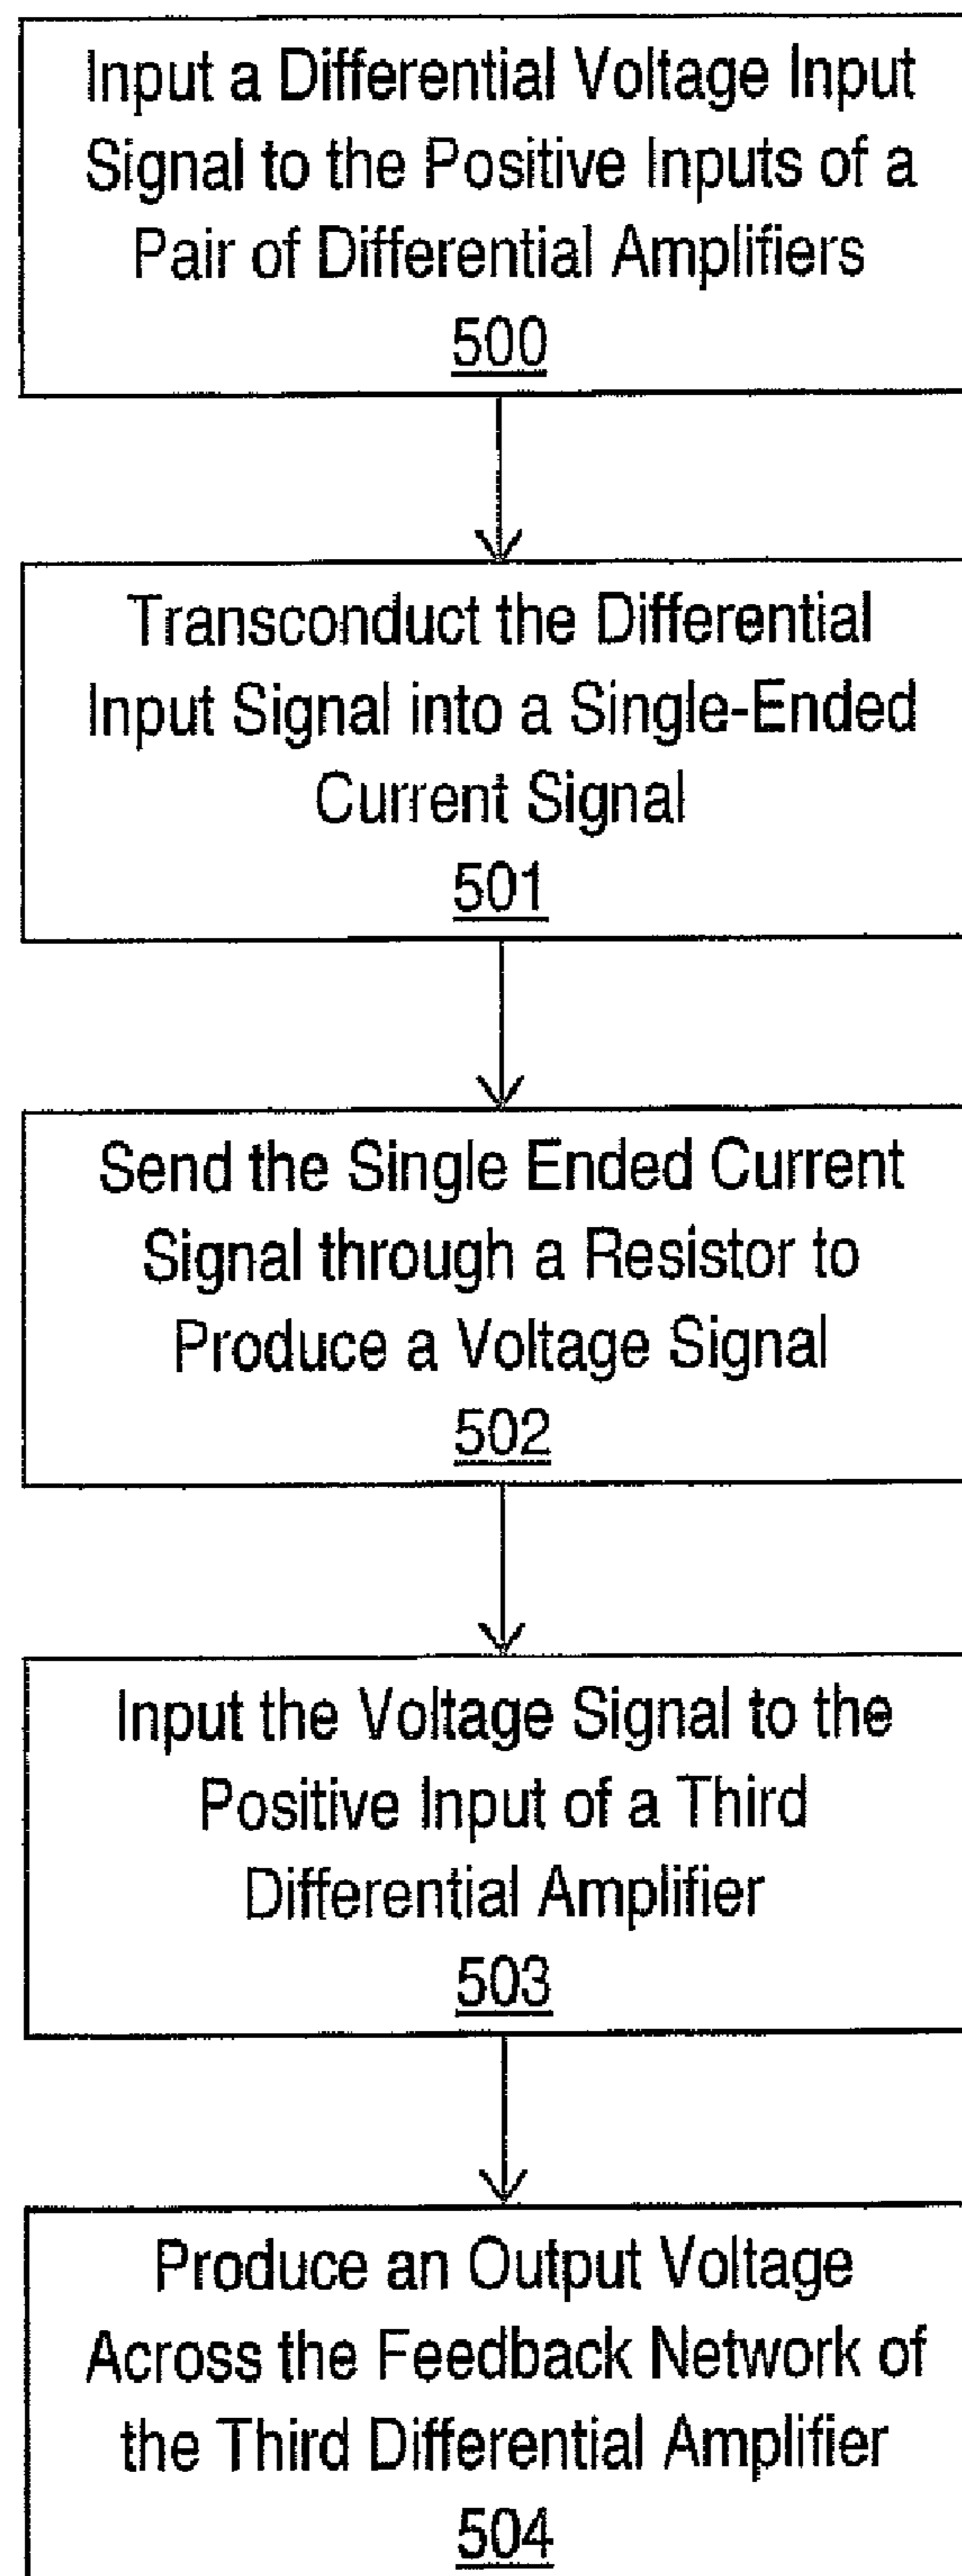 Input a Differential Voltage Input
Signal to the Positive Inputs of a
Pair of Differential Amplifiers
500
Transconduct the Differential
Input Signal into a Single-Ended
Current Signal
501
Send the Single Ended Current
Signal through a Resistor to
Produce a Voltage Signal
502
Input the Voltage Signal to the
Positive Input of a Third
Differential Amplifier
503
Produce an Output Voltage
Across the Feedback Network of
the Third Differential Amplifier
504